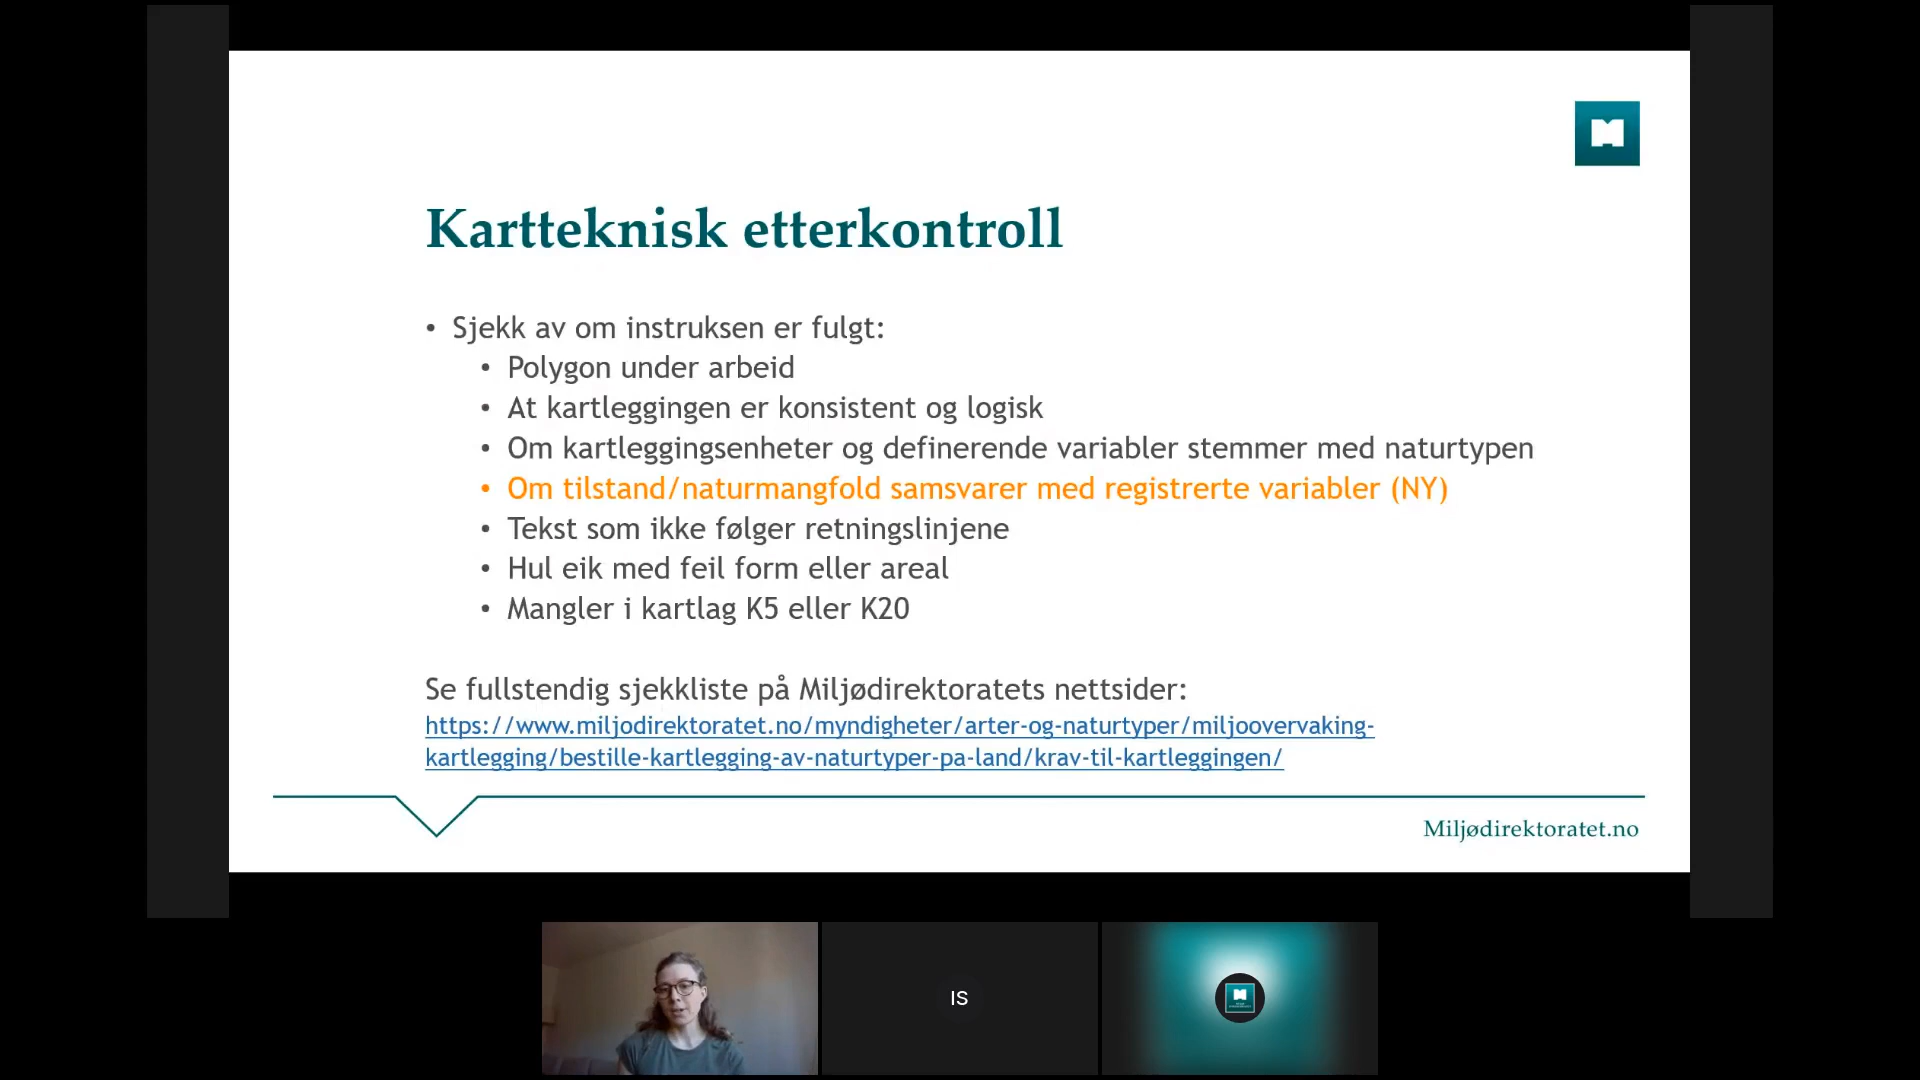 Kartteknisk etterkontroll
• Sjekk av om instruksen er fulgt:
• Polygon under arbeid
• At kartleggingen er konsistent og logisk
• Om kartleggingsenheter og definerende variabler stemmer med naturtypen
• Om tilstand/naturmangfold samsvarer med registrerte variabler (NY)
• Tekst som ikke følger retningslinjene
• Hul eik med feil form eller areal
• Mangler i kartlag K5 eller K20
Se fullstendig sjekkliste på Miljødirektoratets nettsider:
https://www.miljodirektoratet.no/myndigheter/arter-og-naturtyper/miljoovervaking-
kartlegging/bestille-kartlegging-av-naturtyper-pa-land/krav-til-kartleggingen/
Miljødirektoratet.no
IS